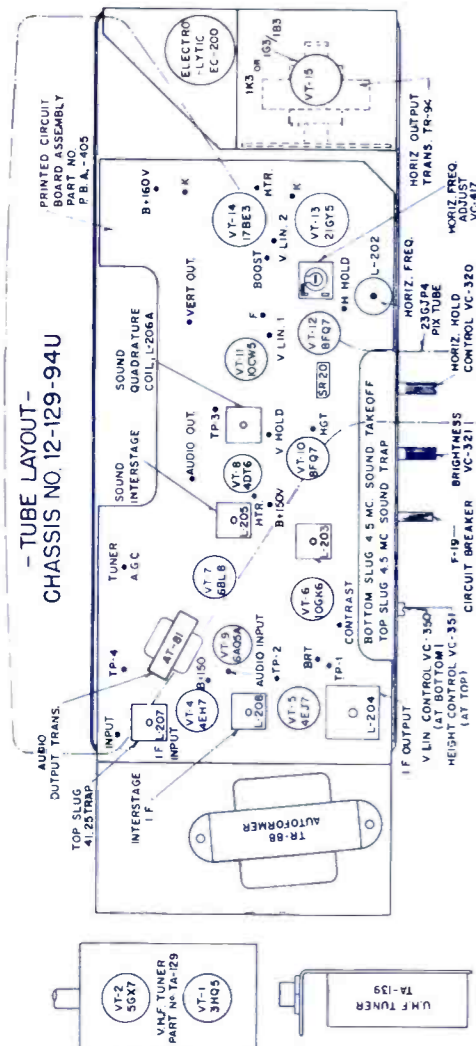 - TUBE LAYOUT -
CHASSIS NO. 12-129-94U
PRINTED CIRCUIT
BOARD ASSEMBLY
PART NO.
P.B.A.-405
ELECTRO
-LYTIC
EC-200
1K3 OR
1G3/1B3
VT-15
HORIZ OUTPUT
TRANS. TR-94
SOUND
QUADRATURE
COIL, L-206A
SOUND
INTERSTAGE
AUDIO
OUTPUT TRANS.
TOP SLUG
41.25 TRAP
INTERSTAGE
I F
TP-4
TUNER
AGC
AUDIO OUT.
TP-3
VERT OUT.
B+160V
K
VT-14
17BE3
HTR.
K
BOOST
V LIN. 2
VT-13
21GY5
F
V LIN. 1
VT-11
10CW5
VT-12
8FQ7
H HOLD
L-202
SR20
V HOLD
HGT
VT-10
8FQ7
VT-8
4DT6
HTR.
L-205
B+150V
VT-7
6BL8
L-203
VT-6
10GK6
CONTRAST
4T-81
VT-9
6AQ5A
AUDIO INPUT
TP-2
BRT
TP-1
INPUT
I F
L-207
INPUT
B+150
VT-4
4EH7
L-208
VT-5
4EJ7
L-204
BOTTOM SLUG 4.5 MC. SOUND TAKEOFF
TOP SLUG 4.5 MC SOUND TRAP
I F OUTPUT
V LIN CONTROL VC-350
(AT BOTTOM)
HEIGHT CONTROL VC-351
(AT TOP)
F-19
CIRCUIT BREAKER
BRIGHTNESS
VC-321
HORIZ. HOLD
CONTROL VC-320
23GJP4
PIX TUBE
HORIZ. FREQ.
HORIZ. FREQ.
ADJUST
VC-417
TR-88
AUTOFORMER
VT-2
5GX7
V.H.F. TUNER
PART No TA-129
VT-1
3HQ5
U.H.F TUNER
TA-139